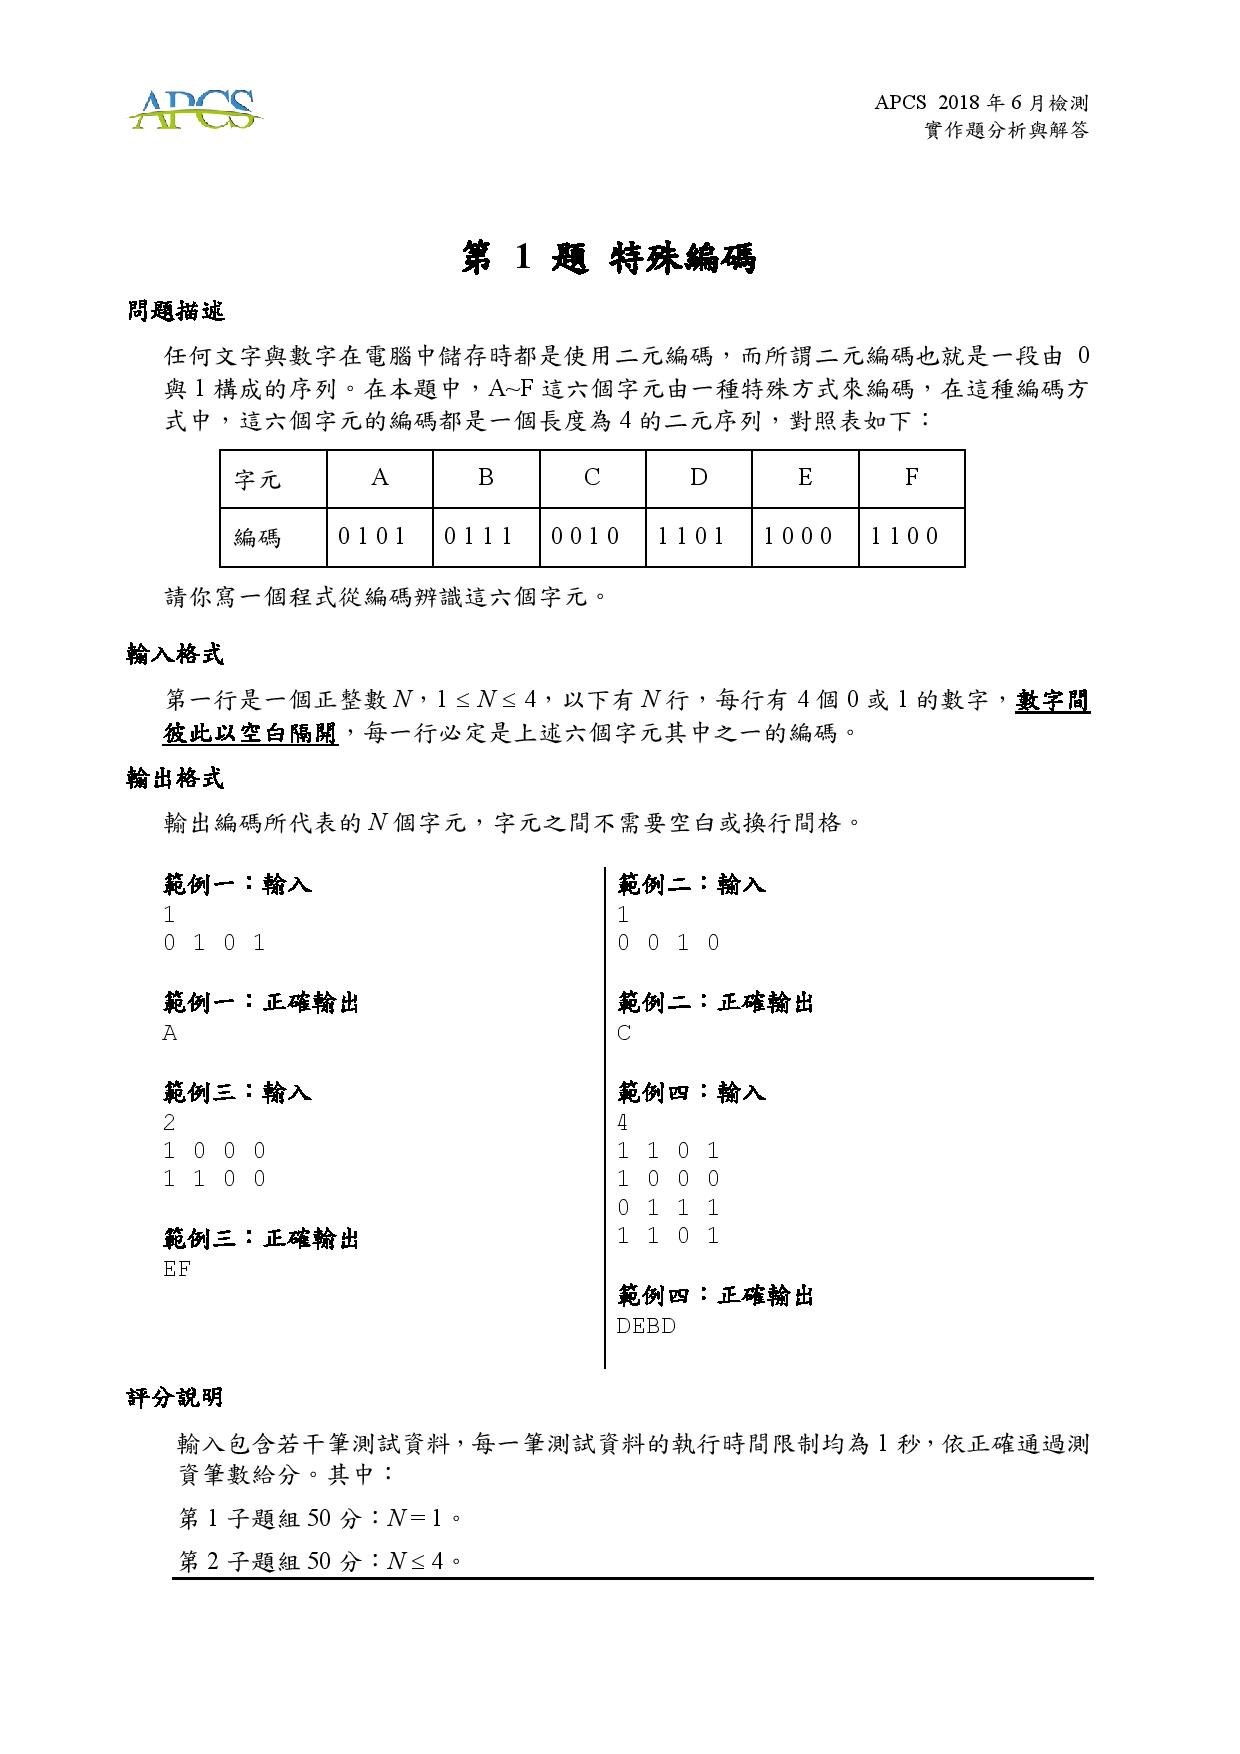 APCS
APCS 2018 年 6 月檢測
實作題分析與解答
第 1 題 特殊編碼
問題描述
任何文字與數字在電腦中儲存時都是使用二元編碼，而所謂二元編碼也就是一段由 0
與 1 構成的序列。在本題中，A~F 這六個字元由一種特殊方式來編碼，在這種編碼方
式中，這六個字元的編碼都是一個長度為 4 的二元序列，對照表如下：
字元 A B C D E F
編碼 0 1 0 1 0 1 1 1 0 0 1 0 1 1 0 1 1 0 0 0 1 1 0 0
請你寫一個程式從編碼辨識這六個字元。
輸入格式
第一行是一個正整數 N，1 ≤ N ≤ 4，以下有 N 行，每行有 4 個 0 或 1 的數字，數字間
彼此以空白隔開，每一行必定是上述六個字元其中之一的編碼。
輸出格式
輸出編碼所代表的 N 個字元，字元之間不需要空白或換行間格。
範例一：輸入
1
0 1 0 1
範例一：正確輸出
A
範例三：輸入
2
1 0 0 0
1 1 0 0
範例三：正確輸出
EF
範例二：輸入
1
0 0 1 0
範例二：正確輸出
C
範例四：輸入
4
1 1 0 1
1 0 0 0
0 1 1 1
1 1 0 1
範例四：正確輸出
DEBD
評分說明
輸入包含若干筆測試資料，每一筆測試資料的執行時間限制均為 1 秒，依正確通過測
資筆數給分。其中：
第 1 子題組 50 分：N = 1。
第 2 子題組 50 分：N ≤ 4。